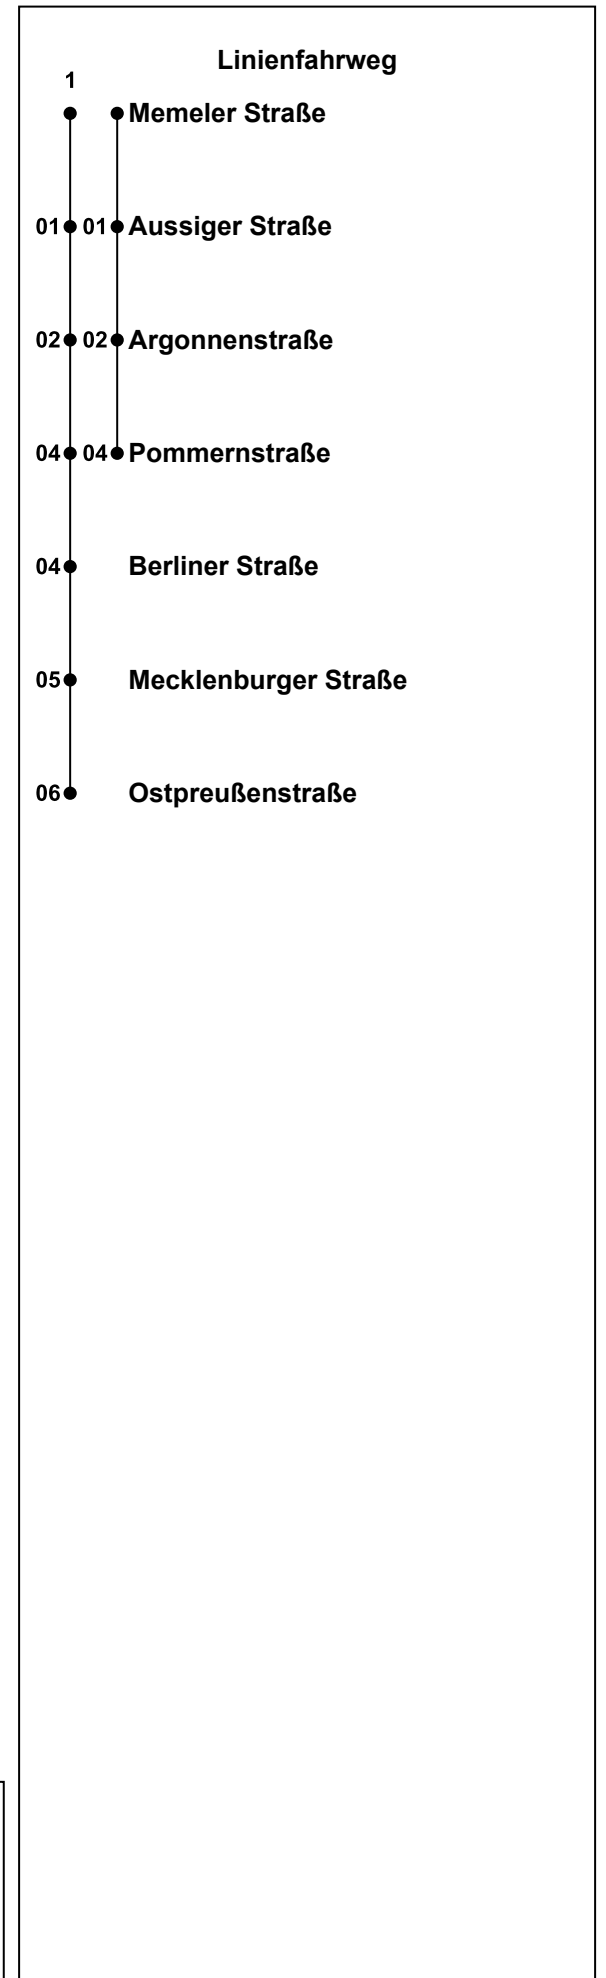 Linienfahrweg
1
Memeler Straße
01 01 Aussiger Straße
02 02 Argonnenstraße
04 04 Pommernstraße
04 Berliner Straße
05 Mecklenburger Straße
06 Ostpreußenstraße